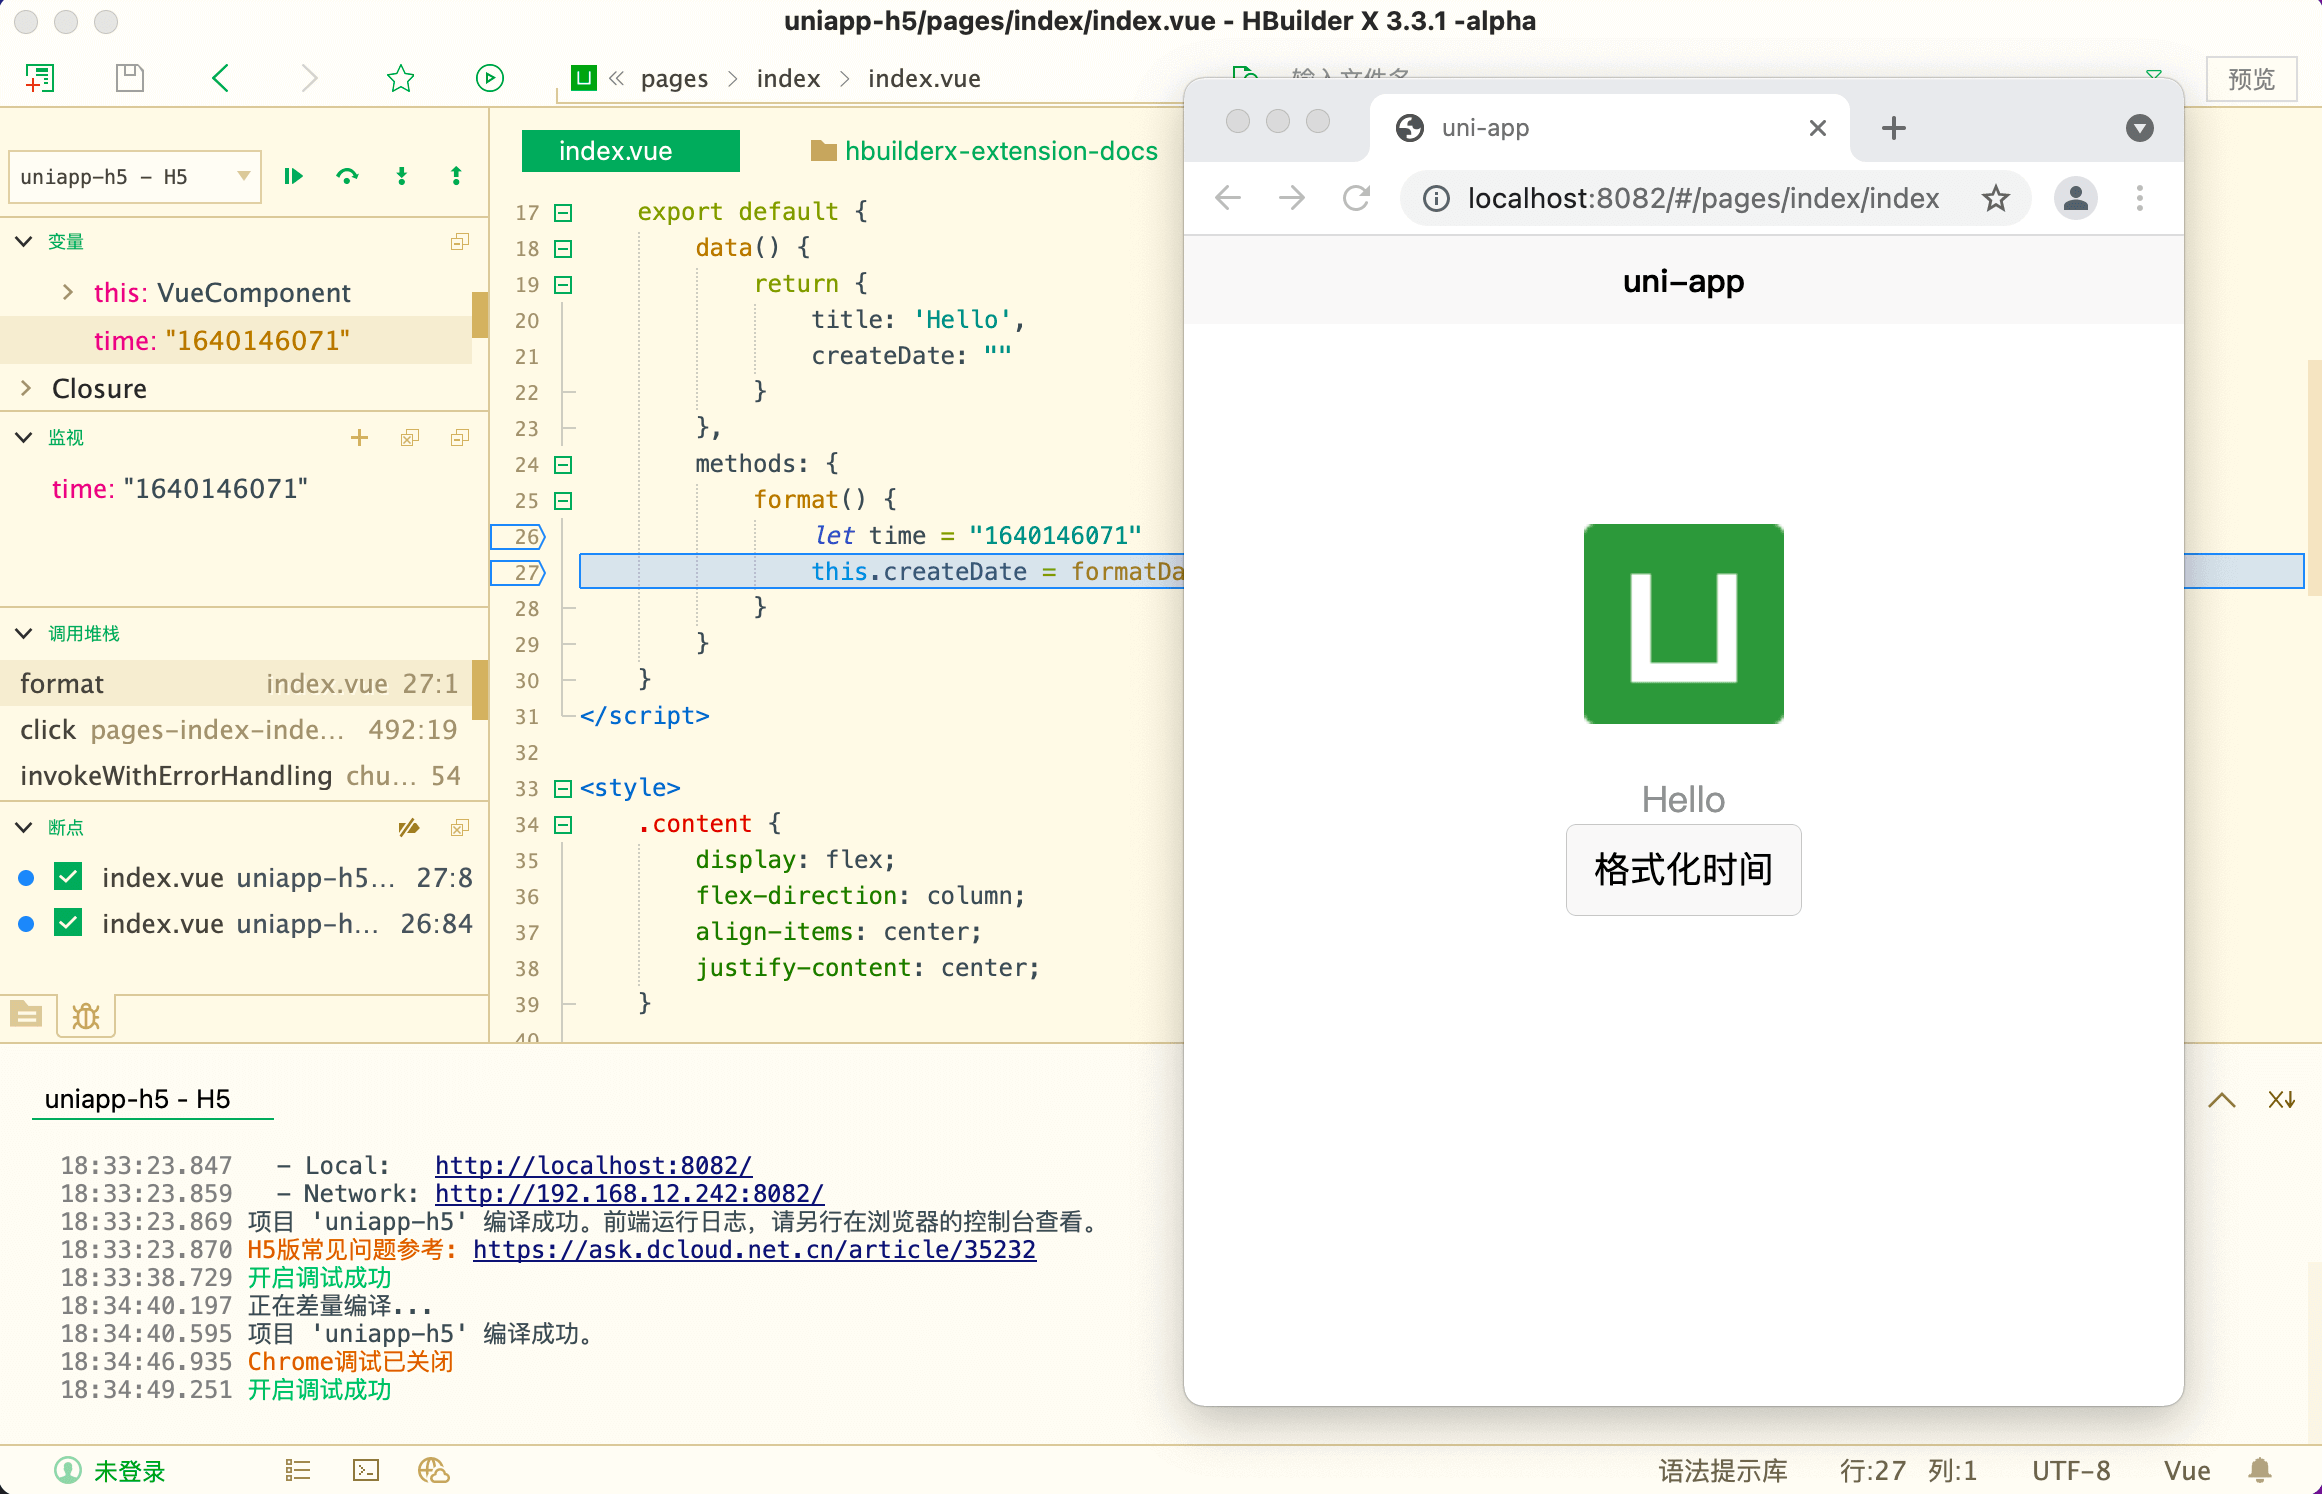 uniapp-h5/pages/index/index.vue - HBuilder X 3.3.1 -alpha
pages > index > index.vue
预览
uniapp-h5 - H5
变量
this: VueComponent
time: "1640146071"
Closure
监视
time: "1640146071"
调用堆栈
format index.vue 27:1
click pages-index-inde... 492:19
invokeWithErrorHandling chu... 54
断点
index.vue uniapp-h5... 27:8
index.vue uniapp-h... 26:84
index.vue
hbuilderx-extension-docs
17 export default {
18 data() {
19 return {
20 title: 'Hello',
21 createDate: ""
22 }
23 },
24 methods: {
25 format() {
26 let time = "1640146071"
27 this.createDate = formatDa
28 }
29 }
30 }
31 </script>
32
33 <style>
34 .content {
35 display: flex;
36 flex-direction: column;
37 align-items: center;
38 justify-content: center;
39 }
40
uni-app
localhost:8082/#/pages/index/index
uni-app
Hello
格式化时间
uniapp-h5 - H5
18:33:23.847 - Local: http://localhost:8082/
18:33:23.859 - Network: http://192.168.12.242:8082/
18:33:23.869 项目 'uniapp-h5' 编译成功。前端运行日志，请另行在浏览器的控制台查看。
18:33:23.870 H5版常见问题参考: https://ask.dcloud.net.cn/article/35232
18:33:38.729 开启调试成功
18:34:40.197 正在差量编译...
18:34:40.595 项目 'uniapp-h5' 编译成功。
18:34:46.935 Chrome调试已关闭
18:34:49.251 开启调试成功
未登录
语法提示库 行:27 列:1 UTF-8 Vue